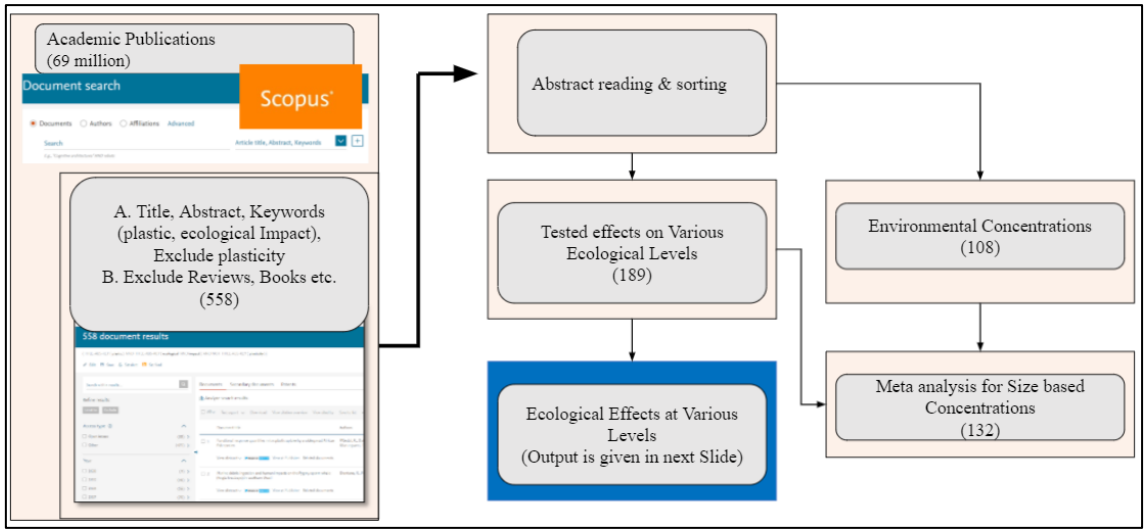 Academic Publications
(69 million)
Document search
Scopus
Documents Authors Affiliations Advanced
Search
Article title, Abstract, Keywords
A. Title, Abstract, Keywords
(plastic, ecological Impact),
Exclude plasticity
B. Exclude Reviews, Books etc.
(558)
558 document results
Abstract reading & sorting
Tested effects on Various
Ecological Levels
(189)
Environmental Concentrations
(108)
Ecological Effects at Various
Levels
(Output is given in next Slide)
Meta analysis for Size based
Concentrations
(132)